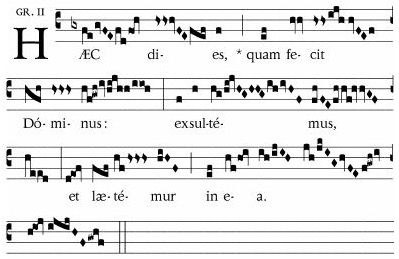 GR. II
HÆC di- es, * quam fe- cit
Dó- mi- nus: exsul-té- mus,
et læ-té- mur in e- a.